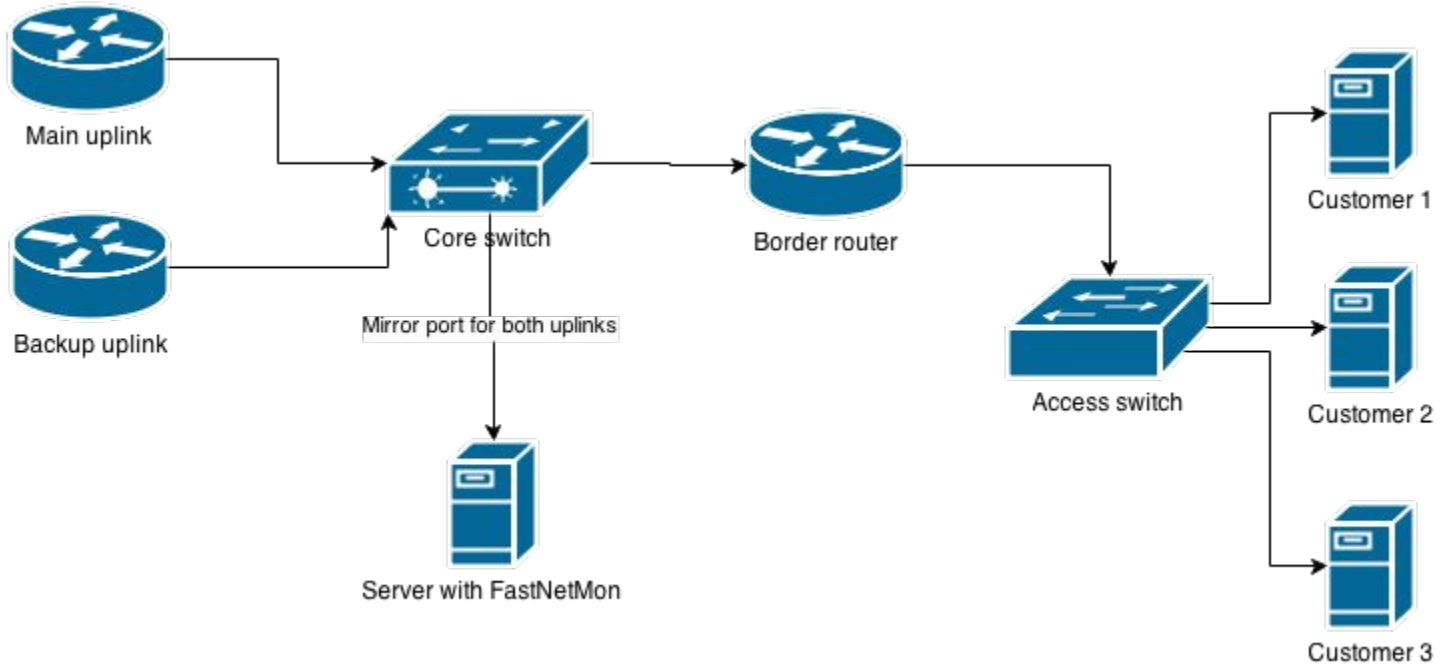 Main uplink
Backup uplink
Core switch
Mirror port for both uplinks
Server with FastNetMon
Border router
Access switch
Customer 1
Customer 2
Customer 3